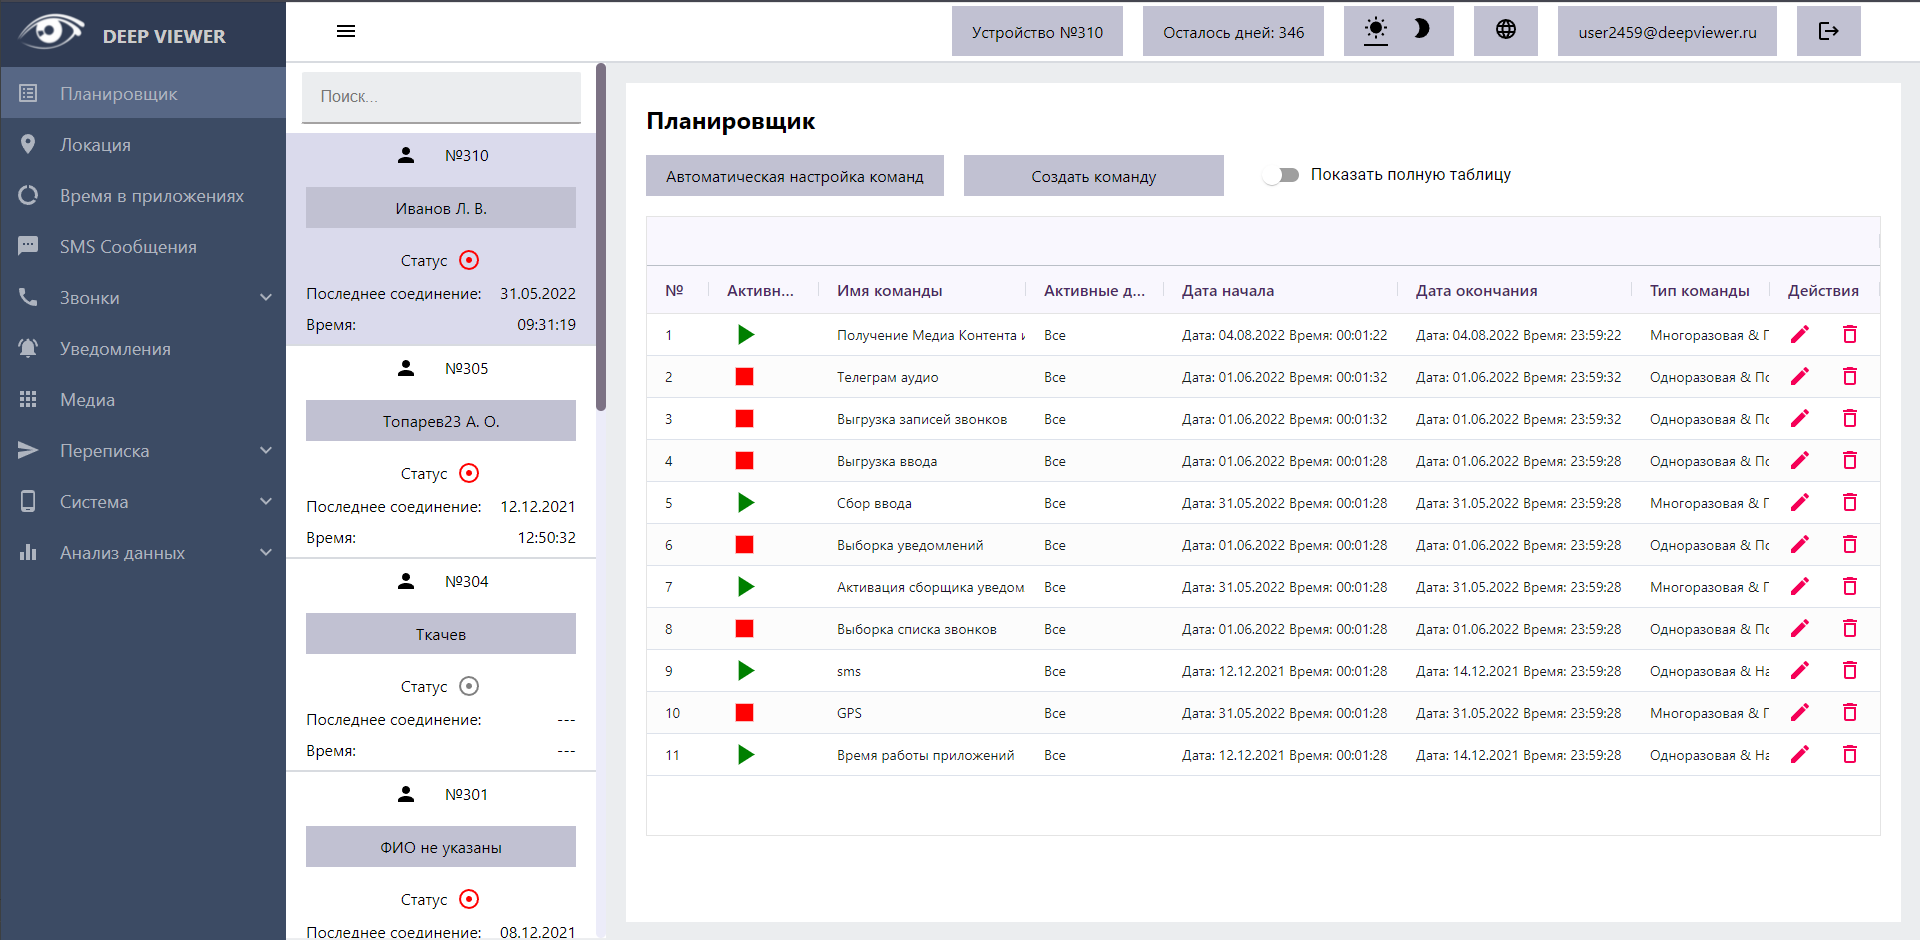 DEEP VIEWER
Планировщик
Локация
Время в приложениях
SMS Сообщения
Звонки
Уведомления
Медиа
Переписка
Система
Анализ данных
Устройство №310
Осталось дней: 346
user2459@deepviewer.ru
Поиск...
№310
Иванов Л. В.
Статус
Последнее соединение: 31.05.2022
Время: 09:31:19
№305
Топарев23 А. О.
Статус
Последнее соединение: 12.12.2021
Время: 12:50:32
№304
Ткачев
Статус
Последнее соединение: ---
Время: ---
№301
ФИО не указаны
Статус
Последнее соединение: 08.12.2021
Планировщик
Автоматическая настройка команд Создать команду Показать полную таблицу
№ Активн... Имя команды Активные д... Дата начала Дата окончания Тип команды Действия
1 Получение Медиа Контента и Все Дата: 04.08.2022 Время: 00:01:22 Дата: 04.08.2022 Время: 23:59:22 Многоразовая & П
2 Телеграм аудио Все Дата: 01.06.2022 Время: 00:01:32 Дата: 01.06.2022 Время: 23:59:32 Одноразовая & По
3 Выгрузка записей звонков Все Дата: 01.06.2022 Время: 00:01:32 Дата: 01.06.2022 Время: 23:59:32 Одноразовая & По
4 Выгрузка ввода Все Дата: 01.06.2022 Время: 00:01:28 Дата: 01.06.2022 Время: 23:59:28 Одноразовая & По
5 Сбор ввода Все Дата: 31.05.2022 Время: 00:01:28 Дата: 31.05.2022 Время: 23:59:28 Многоразовая & П
6 Выборка уведомлений Все Дата: 01.06.2022 Время: 00:01:28 Дата: 01.06.2022 Время: 23:59:28 Одноразовая & По
7 Активация сборщика уведом Все Дата: 31.05.2022 Время: 00:01:28 Дата: 31.05.2022 Время: 23:59:28 Многоразовая & П
8 Выборка списка звонков Все Дата: 01.06.2022 Время: 00:01:28 Дата: 01.06.2022 Время: 23:59:28 Одноразовая & По
9 sms Все Дата: 12.12.2021 Время: 00:01:28 Дата: 14.12.2021 Время: 23:59:28 Одноразовая & На
10 GPS Все Дата: 31.05.2022 Время: 00:01:28 Дата: 31.05.2022 Время: 23:59:28 Многоразовая & П
11 Время работы приложений Все Дата: 12.12.2021 Время: 00:01:28 Дата: 14.12.2021 Время: 23:59:28 Одноразовая & На